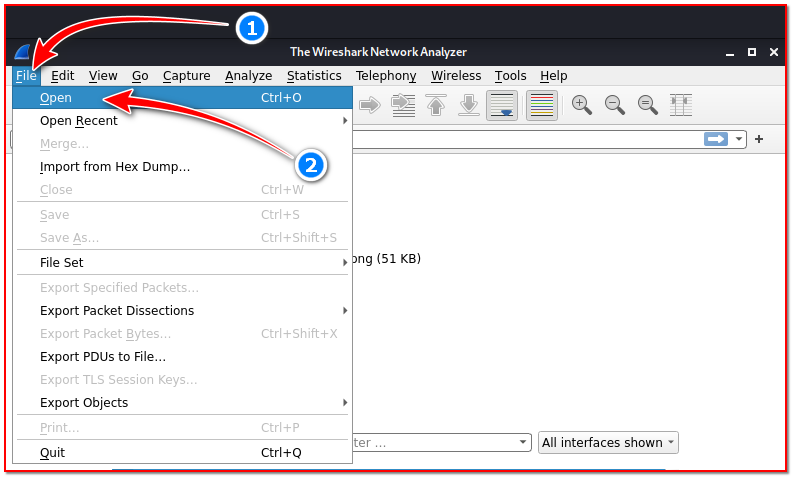 1
The Wireshark Network Analyzer
File Edit View Go Capture Analyze Statistics Telephony Wireless Tools Help
Open Ctrl+O
Open Recent
2
Merge...
Import from Hex Dump...
Close Ctrl+W
Save Ctrl+S
Save As... Ctrl+Shift+S
ong (51 KB)
File Set
Export Specified Packets...
Export Packet Dissections
Export Packet Bytes... Ctrl+Shift+X
Export PDUs to File...
Export TLS Session Keys...
Export Objects
Print... Ctrl+P
ter ... All interfaces shown
Quit Ctrl+Q